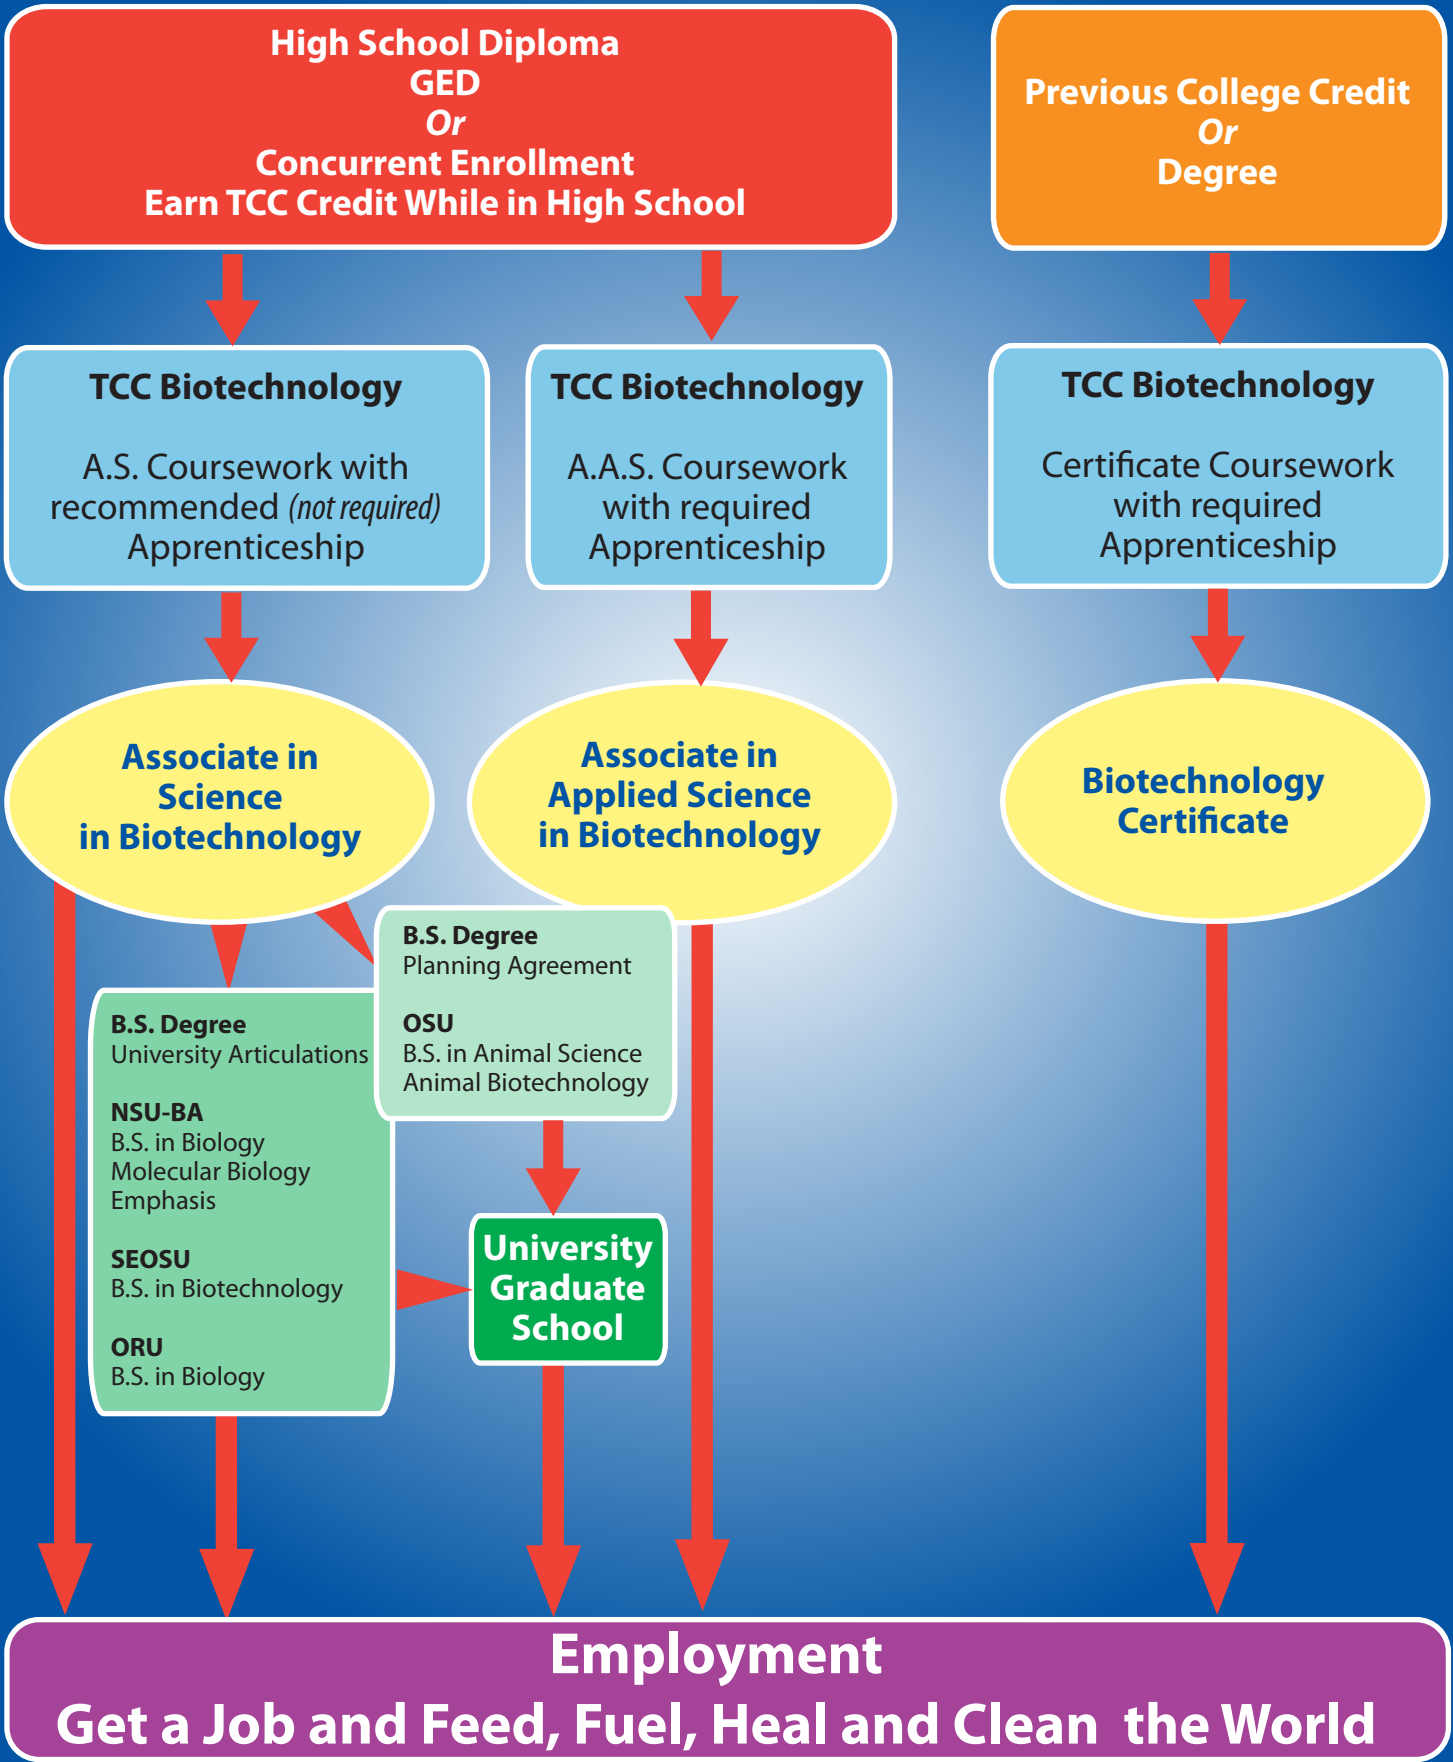 High School Diploma
GED
Or
Concurrent Enrollment
Earn TCC Credit While in High School
Previous College Credit
Or
Degree
TCC Biotechnology
A.S. Coursework with
recommended (not required)
Apprenticeship
TCC Biotechnology
A.A.S. Coursework
with required
Apprenticeship
TCC Biotechnology
Certificate Coursework
with required
Apprenticeship
Associate in
Science
in Biotechnology
Associate in
Applied Science
in Biotechnology
Biotechnology
Certificate
B.S. Degree
Planning Agreement
OSU
B.S. in Animal Science
Animal Biotechnology
B.S. Degree
University Articulations
NSU-BA
B.S. in Biology
Molecular Biology
Emphasis
SEOSU
B.S. in Biotechnology
ORU
B.S. in Biology
University
Graduate
School
Employment
Get a Job and Feed, Fuel, Heal and Clean the World